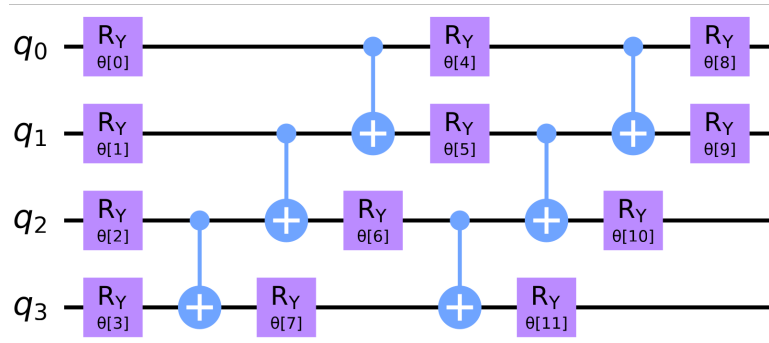 q0 RY θ[0] RY θ[4] RY θ[8]
q1 RY θ[1] RY θ[5] RY θ[9]
q2 RY θ[2] RY θ[6] RY θ[10]
q3 RY θ[3] RY θ[7] RY θ[11]